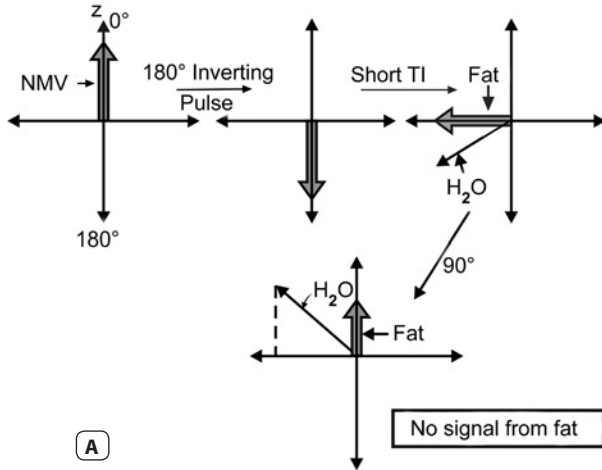 z
0°
NMV
180° Inverting
Pulse
Short TI
Fat
H₂O
180°
90°
H₂O
Fat
No signal from fat
A